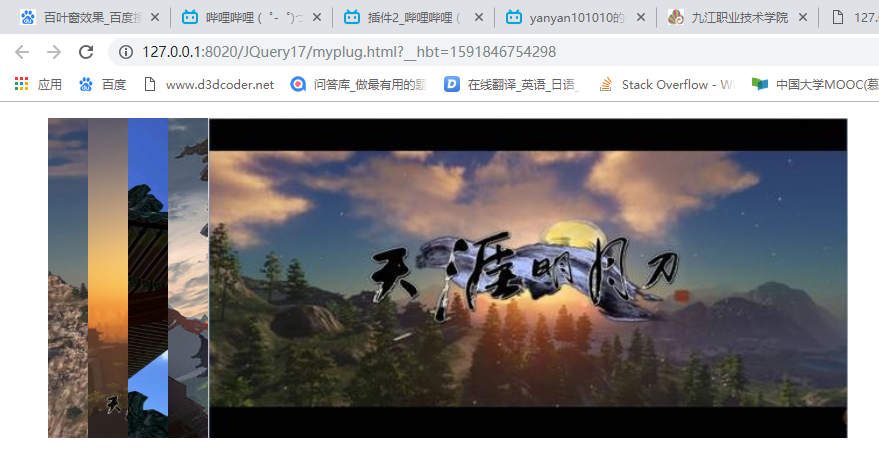 百叶窗效果_百度搜
哔哩哔哩 ( ゜- ゜)つ
插件2_哔哩哔哩 (
yanyan101010的
九江职业技术学院
127.0
127.0.0.1:8020/JQuery17/myplug.html?__hbt=1591846754298
应用
百度
www.d3dcoder.net
问答库_做最有用的题
在线翻译_英语_日语_
Stack Overflow - W
中国大学MOOC(慕
天涯明月刀
天